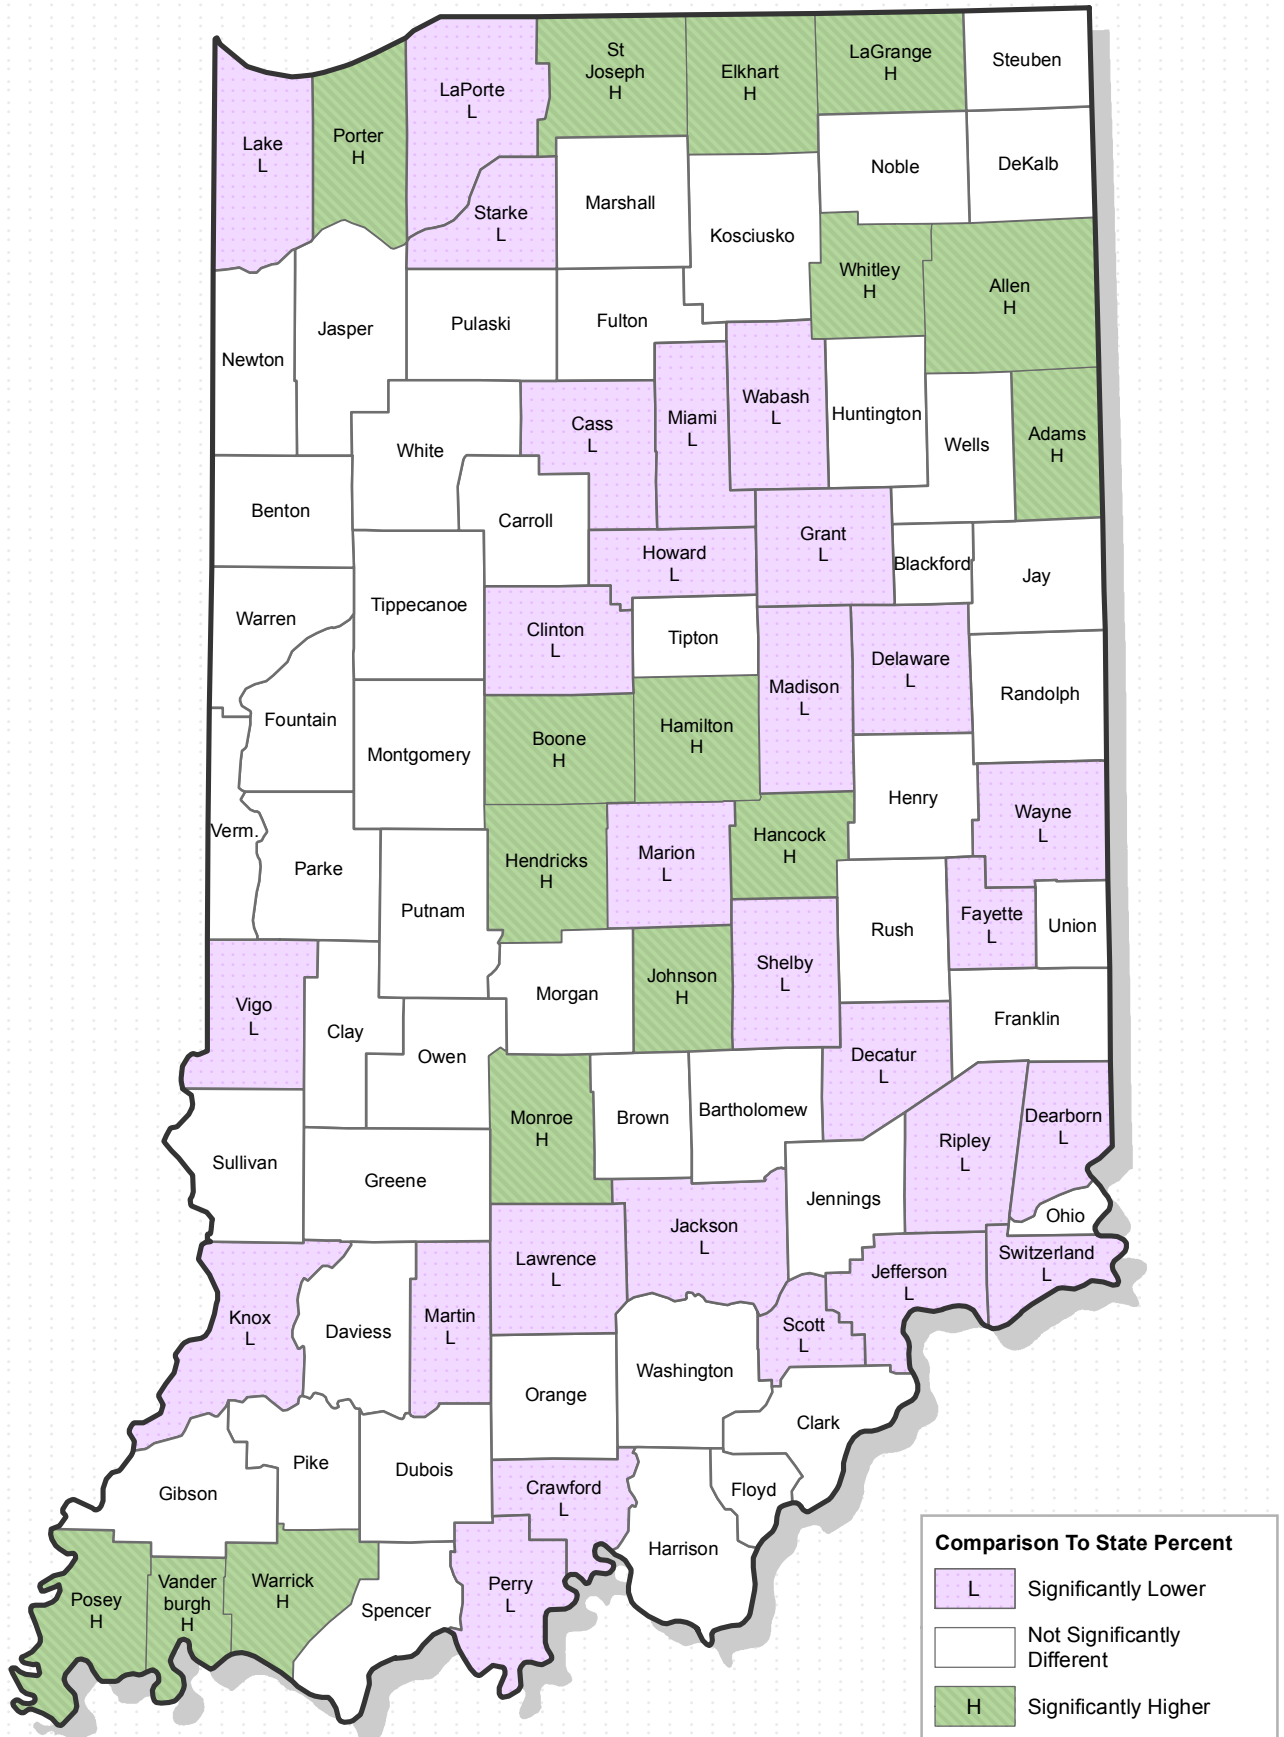 Steuben
St
Joseph
H
Elkhart
H
LaGrange
H
LaPorte
L
Lake
L
Porter
H
Noble
DeKalb
Marshall
Starke
L
Kosciusko
Whitley
H
Allen
H
Newton
Jasper
Pulaski
Fulton
Cass
L
Miami
L
Wabash
L
Huntington
Wells
Adams
H
White
Benton
Carroll
Howard
L
Grant
L
Blackford
Jay
Warren
Tippecanoe
Clinton
L
Tipton
Madison
L
Delaware
L
Randolph
Fountain
Montgomery
Boone
H
Hamilton
H
Henry
Wayne
L
Verm.
Parke
Putnam
Hendricks
H
Marion
L
Hancock
H
Rush
Fayette
L
Union
Vigo
L
Clay
Owen
Morgan
Johnson
H
Shelby
L
Franklin
Decatur
L
Monroe
H
Brown
Bartholomew
Dearborn
L
Ripley
L
Sullivan
Greene
Jennings
Ohio
Jackson
L
Lawrence
L
Switzerland
L
Jefferson
L
Knox
L
Daviess
Martin
L
Scott
L
Washington
Orange
Clark
Pike
Dubois
Gibson
Crawford
L
Floyd
Harrison
Posey
H
Vander
burgh
H
Warrick
H
Spencer
Perry
L
Comparison To State Percent
L Significantly Lower
Not Significantly
Different
H Significantly Higher